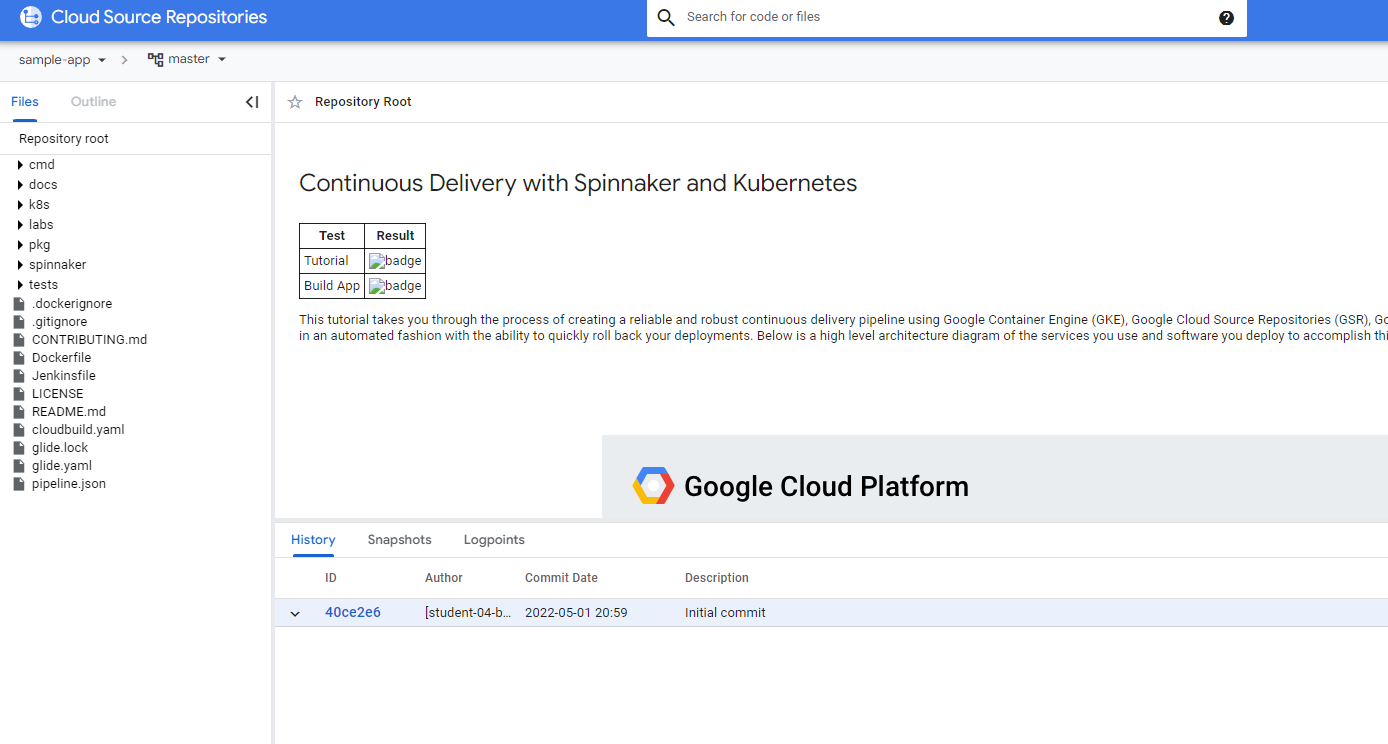 Cloud Source Repositories
Search for code or files
sample-app
master
Files
Outline
Repository root
cmd
docs
k8s
labs
pkg
spinnaker
tests
.dockerignore
.gitignore
CONTRIBUTING.md
Dockerfile
Jenkinsfile
LICENSE
README.md
cloudbuild.yaml
glide.lock
glide.yaml
pipeline.json
Repository Root
Continuous Delivery with Spinnaker and Kubernetes
Test Result
Tutorial badge
Build App badge
This tutorial takes you through the process of creating a reliable and robust continuous delivery pipeline using Google Container Engine (GKE), Google Cloud Source Repositories (GSR), Go
in an automated fashion with the ability to quickly roll back your deployments. Below is a high level architecture diagram of the services you use and software you deploy to accomplish thi
Google Cloud Platform
History Snapshots Logpoints
ID Author Commit Date Description
40ce2e6 [student-04-b... 2022-05-01 20:59 Initial commit